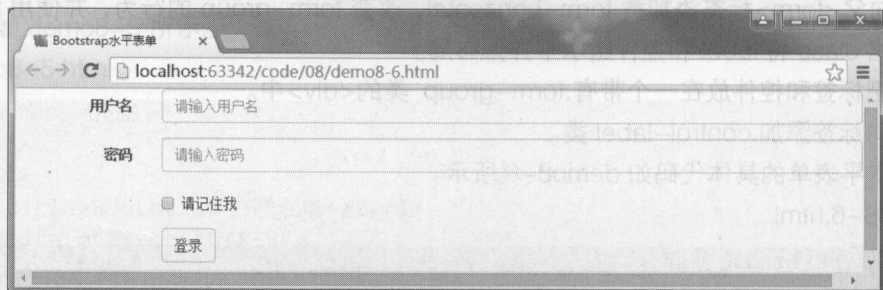 Bootstrap水平表单
localhost:63342/code/08/demo8-6.html
用户名 请输入用户名
密码 请输入密码
请记住我
登录